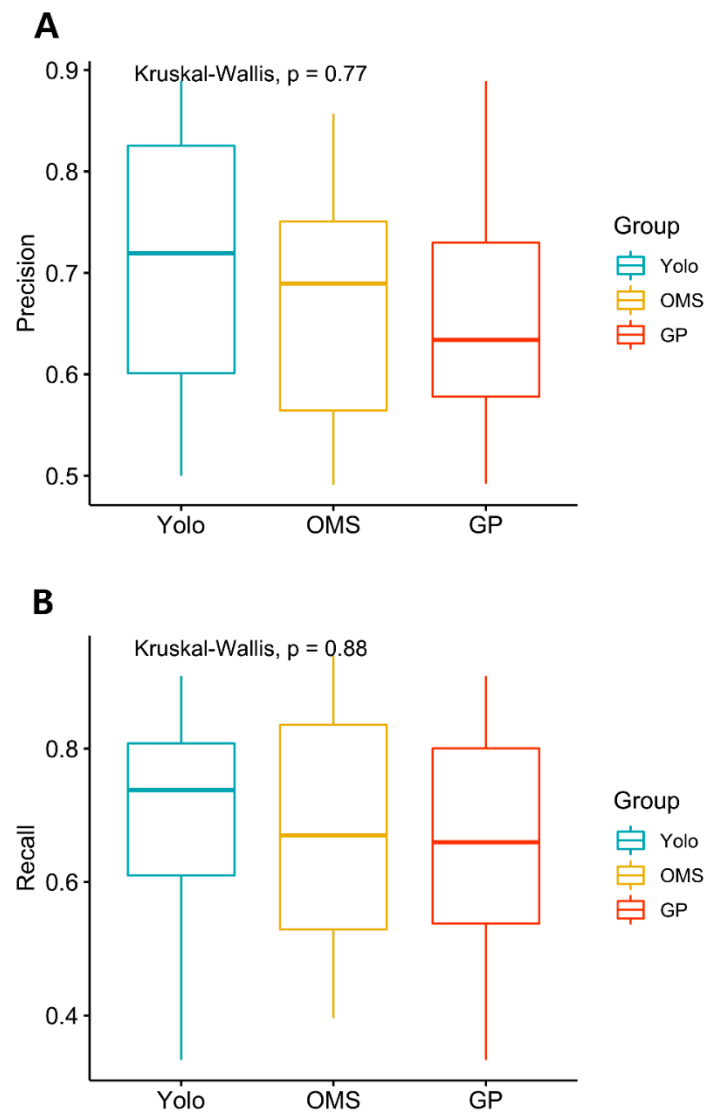 A
Kruskal-Wallis, p = 0.77
0.9
0.8
0.7
0.6
0.5
Precision
Yolo
OMS
GP
Group
Yolo
OMS
GP
B
Kruskal-Wallis, p = 0.88
0.8
0.6
0.4
Recall
Yolo
OMS
GP
Group
Yolo
OMS
GP